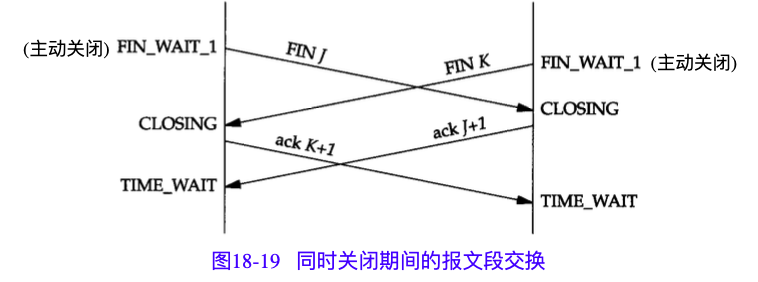 (主动关闭) FIN_WAIT_1
FIN J
FIN K
FIN_WAIT_1 (主动关闭)
CLOSING
CLOSING
ack K+1
ack J+1
TIME_WAIT
TIME_WAIT
图18-19 同时关闭期间的报文段交换